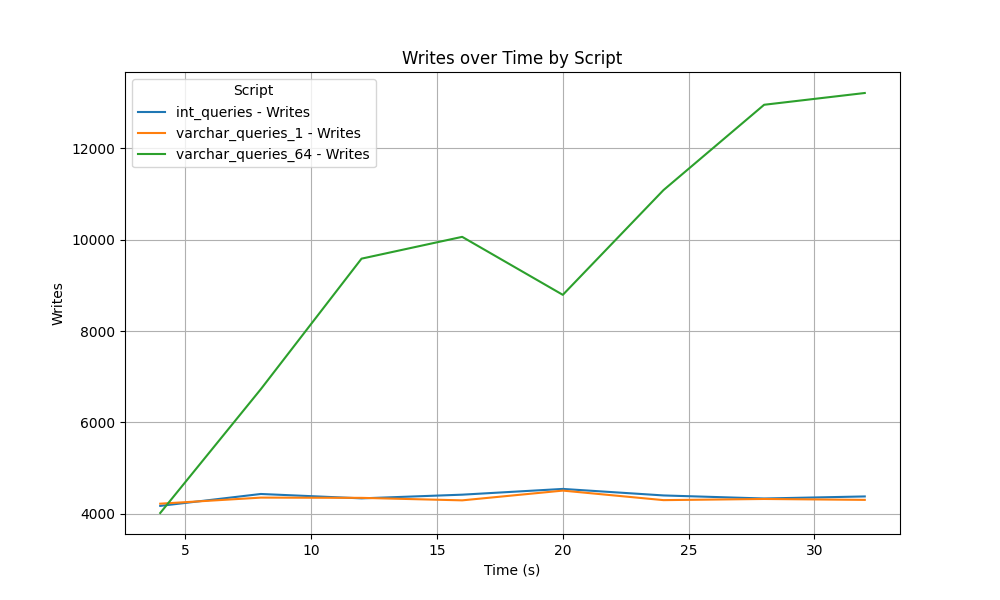 Writes over Time by Script
Script
int_queries - Writes
varchar_queries_1 - Writes
varchar_queries_64 - Writes
12000
10000
8000
6000
4000
Writes
5 10 15 20 25 30
Time (s)